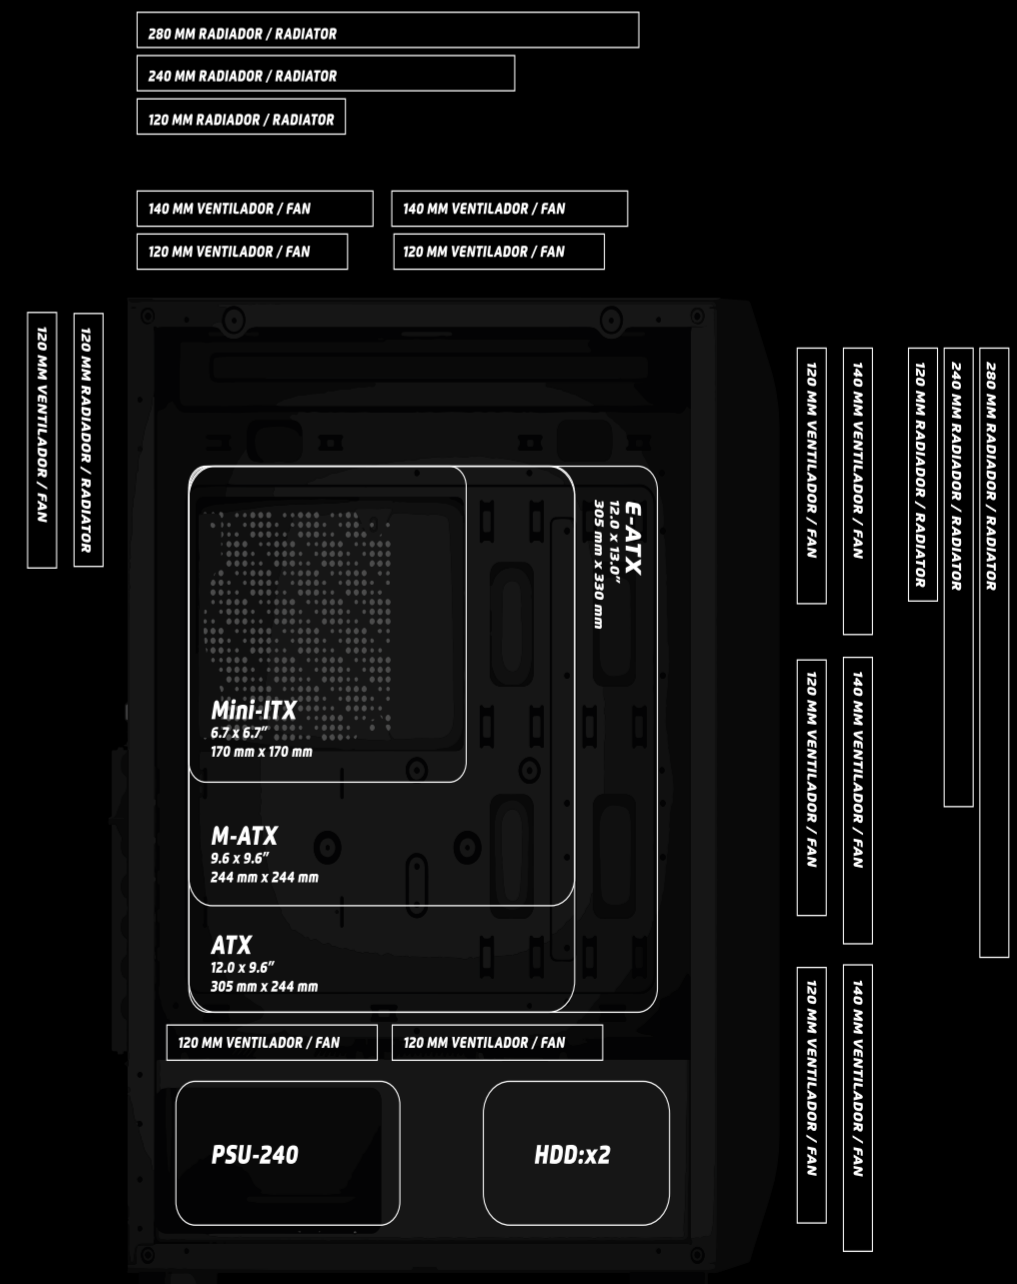 280 MM RADIADOR / RADIATOR
240 MM RADIADOR / RADIATOR
120 MM RADIADOR / RADIATOR
140 MM VENTILADOR / FAN
140 MM VENTILADOR / FAN
120 MM VENTILADOR / FAN
120 MM VENTILADOR / FAN
120 MM VENTILADOR / FAN
120 MM RADIADOR / RADIATOR
E-ATX
12.0 x 13.0”
305 mm x 330 mm
Mini-ITX
6.7 x 6.7”
170 mm x 170 mm
M-ATX
9.6 x 9.6”
244 mm x 244 mm
ATX
12.0 x 9.6”
305 mm x 244 mm
120 MM VENTILADOR / FAN
120 MM VENTILADOR / FAN
PSU-240
HDD:x2
120 MM VENTILADOR / FAN
140 MM VENTILADOR / FAN
120 MM RADIADOR / RADIATOR
240 MM RADIADOR / RADIATOR
280 MM RADIADOR / RADIATOR
120 MM VENTILADOR / FAN
140 MM VENTILADOR / FAN
120 MM VENTILADOR / FAN
140 MM VENTILADOR / FAN